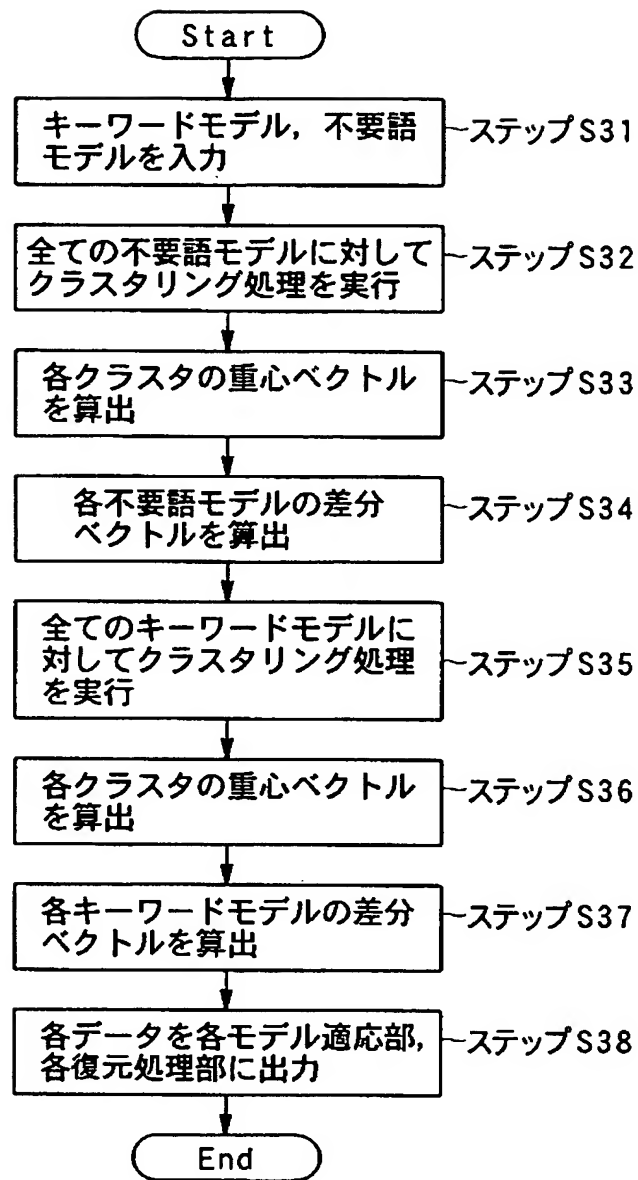 Start
キーワードモデル,不要語
モデルを入力
~ステップS31
全ての不要語モデルに対して
クラスタリング処理を実行
~ステップS32
各クラスタの重心ベクトル
を算出
~ステップS33
各不要語モデルの差分
ベクトルを算出
~ステップS34
全てのキーワードモデルに
対してクラスタリング処理
を実行
~ステップS35
各クラスタの重心ベクトル
を算出
~ステップS36
各キーワードモデルの差分
ベクトルを算出
~ステップS37
各データを各モデル適応部,
各復元処理部に出力
~ステップS38
End